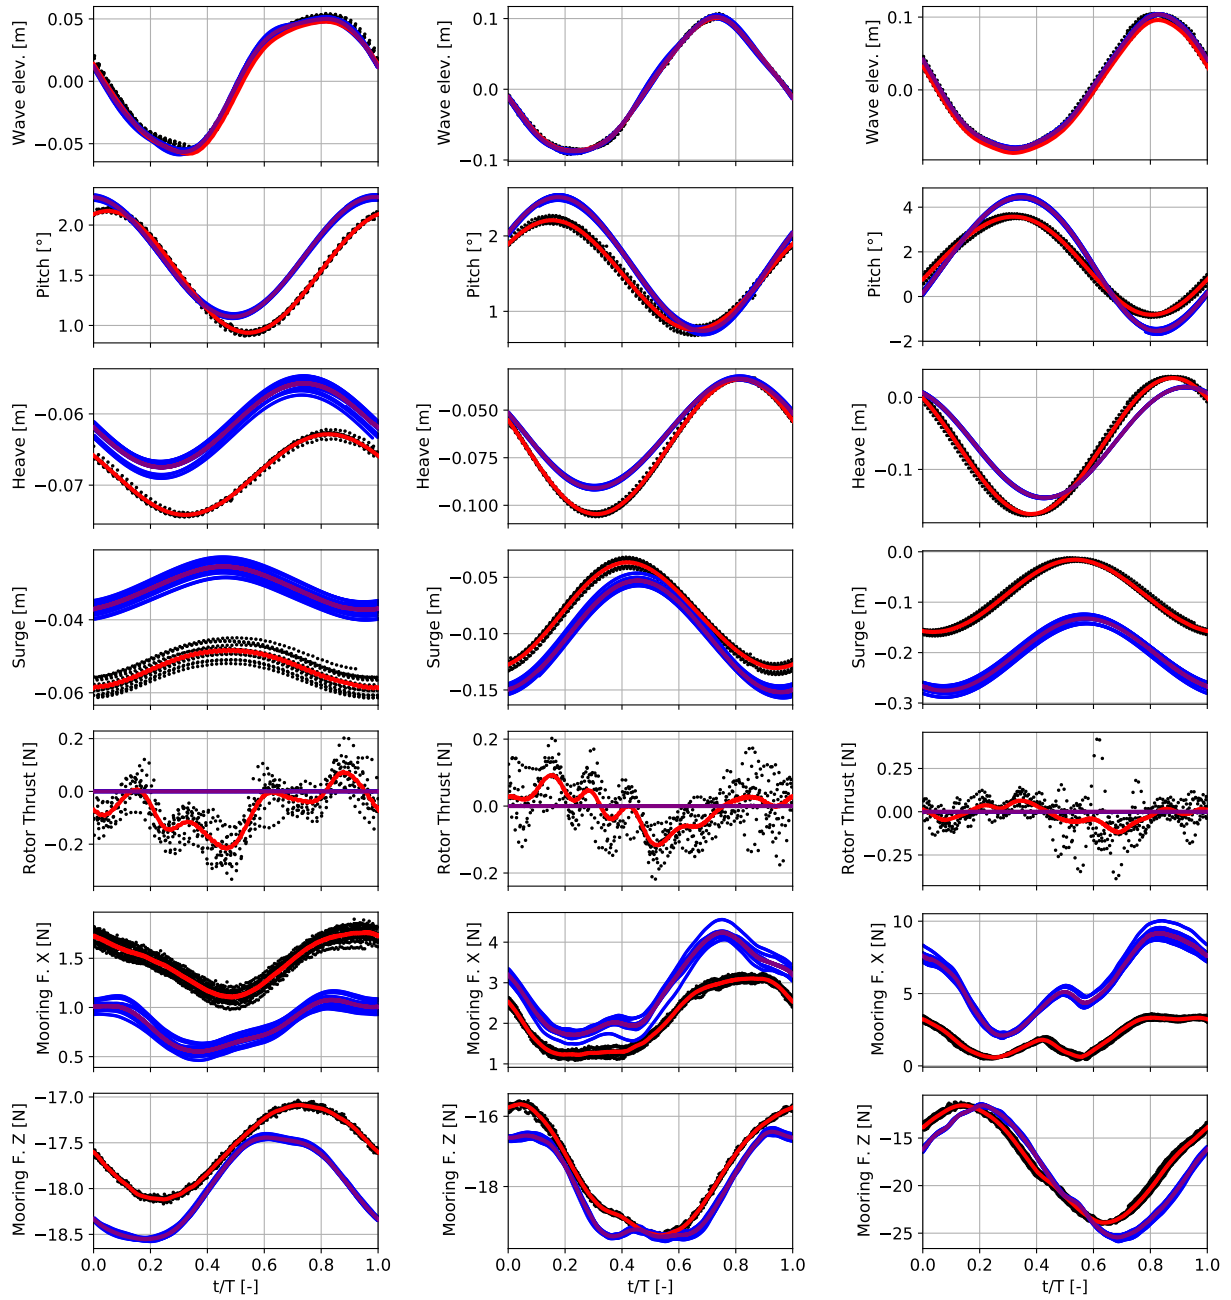 0.05
0.00
−0.05
Wave elev. [m]
0.1
0.0
−0.1
Wave elev. [m]
0.1
0.0
Wave elev. [m]
2.0
1.5
1.0
Pitch [°]
2
1
Pitch [°]
4
2
0
−2
Pitch [°]
−0.06
−0.07
Heave [m]
−0.050
−0.075
−0.100
Heave [m]
0.0
−0.1
Heave [m]
−0.04
−0.06
Surge [m]
−0.05
−0.10
−0.15
Surge [m]
0.0
−0.1
−0.2
−0.3
Surge [m]
0.2
0.0
−0.2
Rotor Thrust [N]
0.2
0.0
−0.2
Rotor Thrust [N]
0.25
0.00
−0.25
Rotor Thrust [N]
1.5
1.0
0.5
Mooring F. X [N]
4
3
2
1
Mooring F. X [N]
10
5
0
Mooring F. X [N]
−17.0
−17.5
−18.0
−18.5
Mooring F. Z [N]
−16
−18
Mooring F. Z [N]
−15
−20
−25
Mooring F. Z [N]
0.0 0.2 0.4 0.6 0.8 1.0
t/T [-]
0.0 0.2 0.4 0.6 0.8 1.0
t/T [-]
0.0 0.2 0.4 0.6 0.8 1.0
t/T [-]